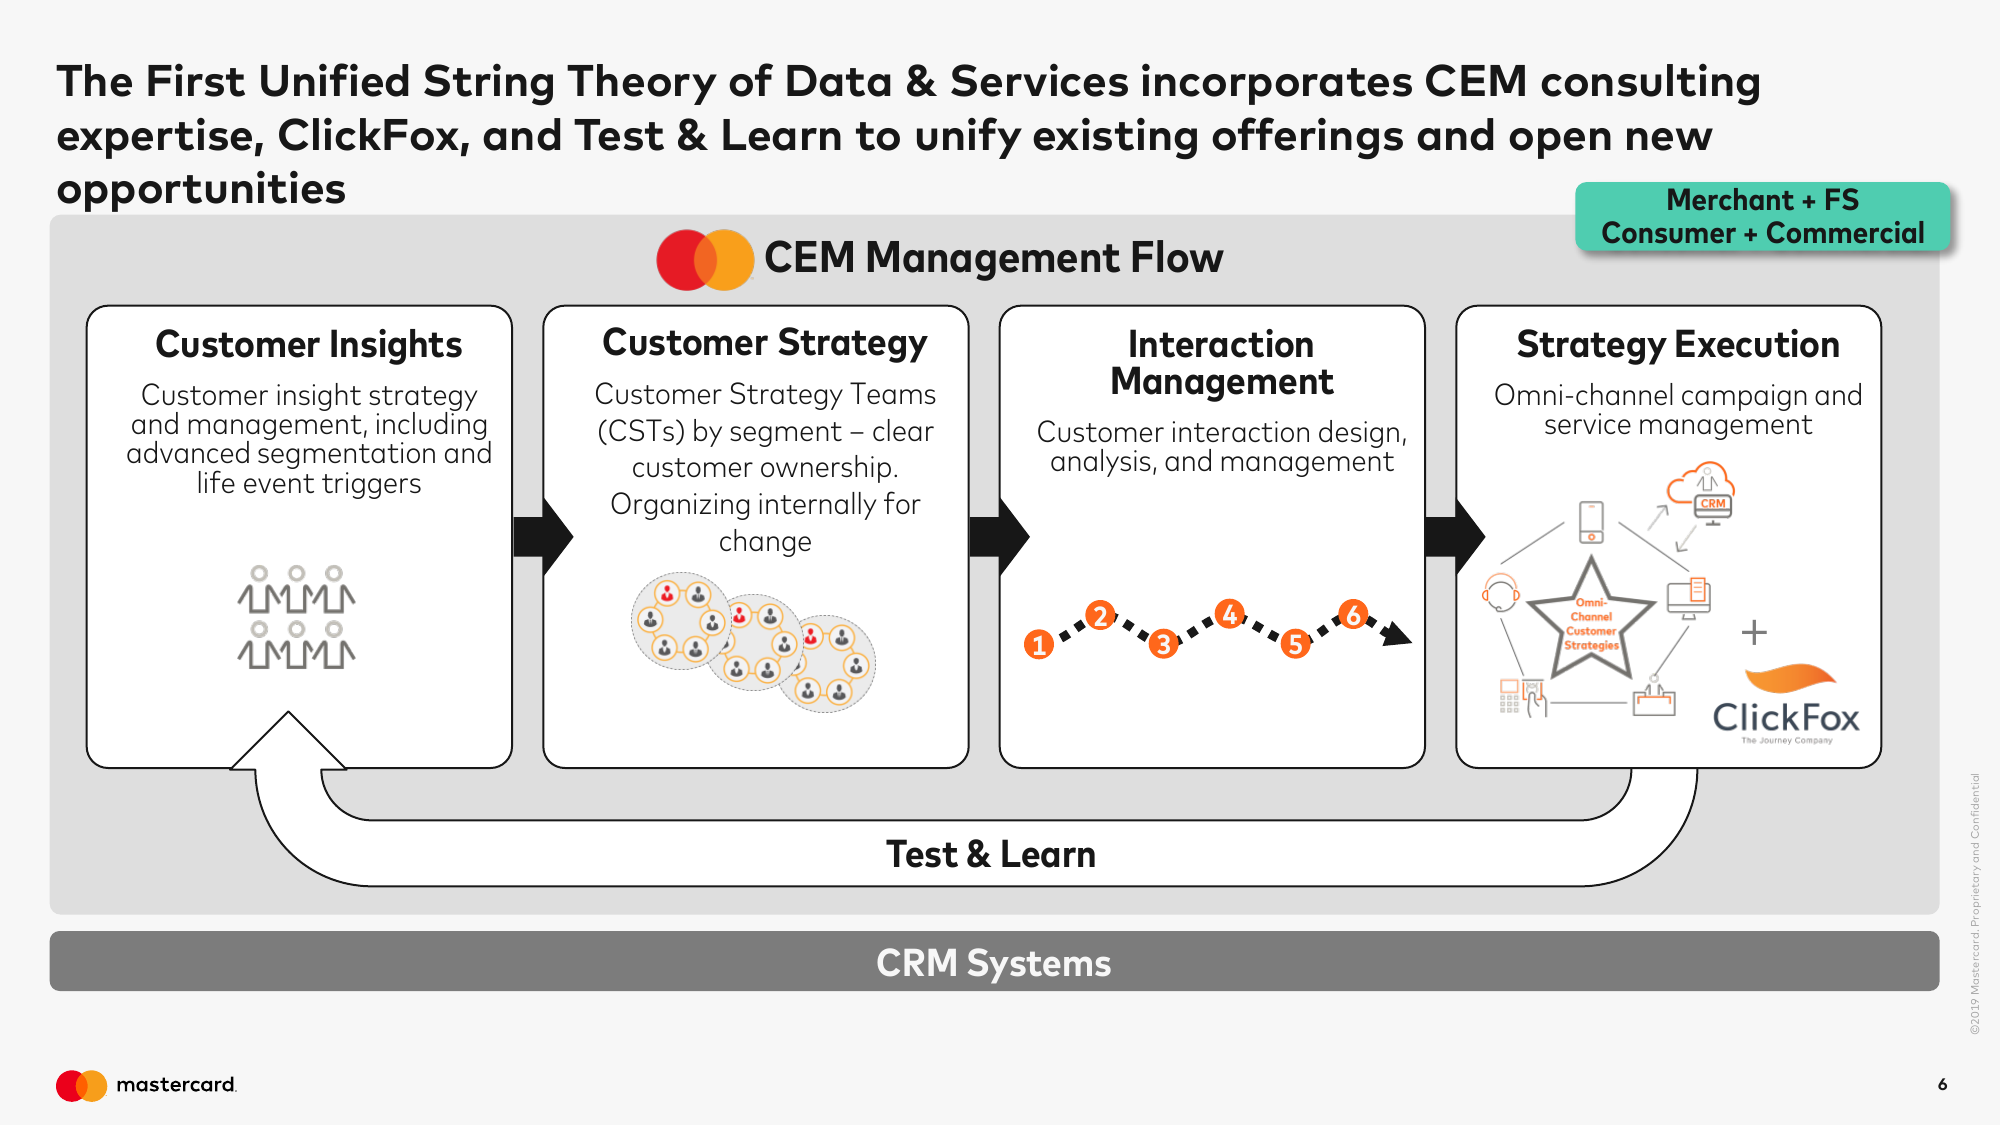 The First Unified String Theory of Data & Services incorporates CEM consulting
expertise, ClickFox, and Test & Learn to unify existing offerings and open new
opportunities
Merchant + FS
Consumer + Commercial
CEM Management Flow
Customer Insights
Customer insight strategy
and management, including
advanced segmentation and
life event triggers
Customer Strategy
Customer Strategy Teams
(CSTs) by segment – clear
customer ownership.
Organizing internally for
change
Interaction
Management
Customer interaction design,
analysis, and management
1
2
3
4
5
6
Strategy Execution
Omni-channel campaign and
service management
CRM
Omni-
Channel
Customer
Strategies
+
ClickFox
The Journey Company
Test & Learn
CRM Systems
©2019 Mastercard. Proprietary and Confidential
mastercard.
6